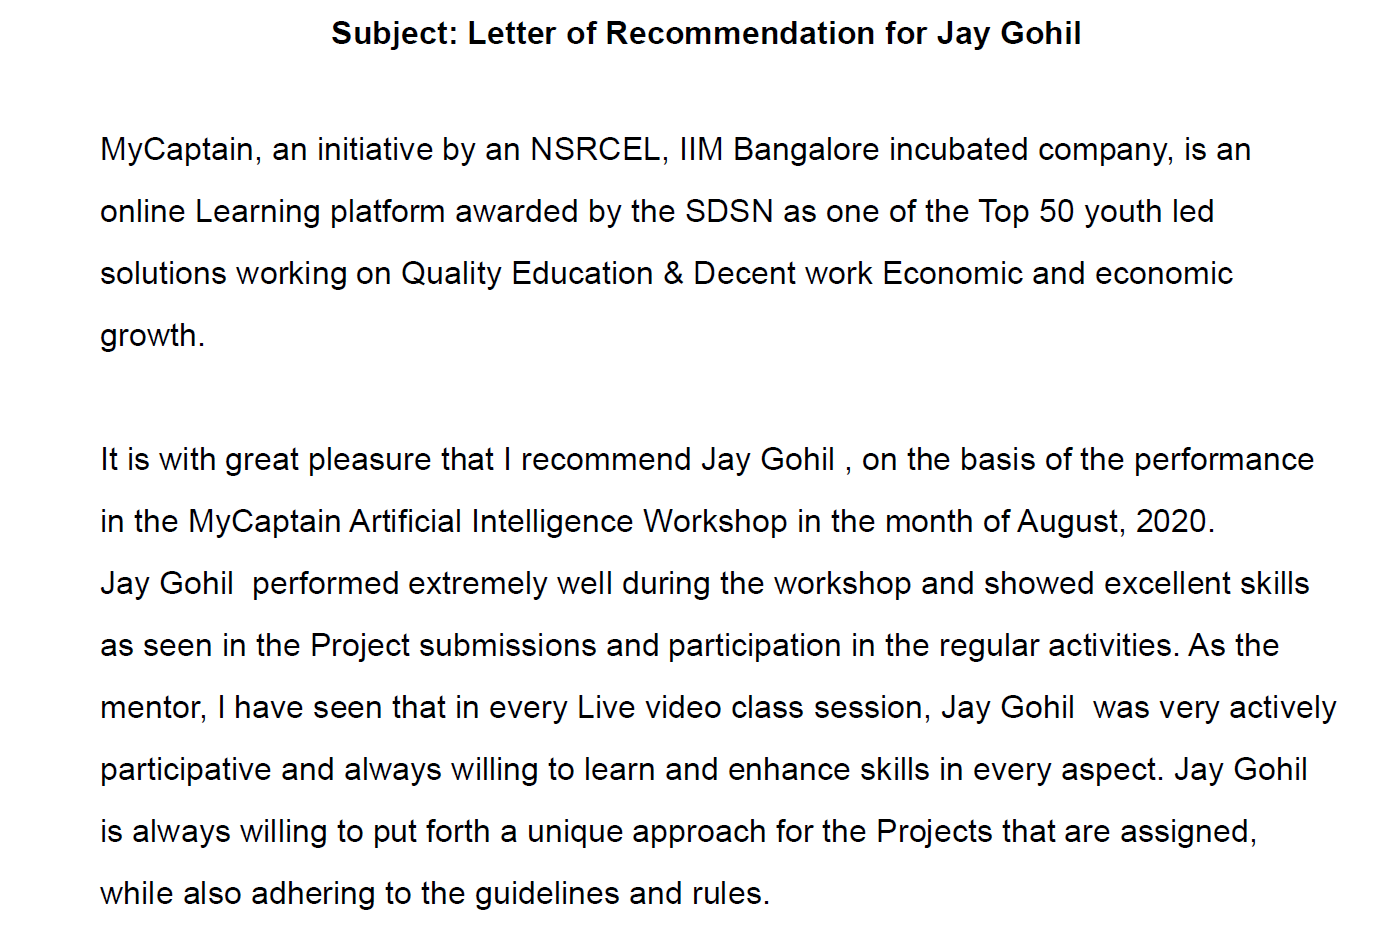 Subject: Letter of Recommendation for Jay Gohil
MyCaptain, an initiative by an NSRCEL, IIM Bangalore incubated company, is an
online Learning platform awarded by the SDSN as one of the Top 50 youth led
solutions working on Quality Education & Decent work Economic and economic
growth.
It is with great pleasure that I recommend Jay Gohil , on the basis of the performance
in the MyCaptain Artificial Intelligence Workshop in the month of August, 2020.
Jay Gohil  performed extremely well during the workshop and showed excellent skills
as seen in the Project submissions and participation in the regular activities. As the
mentor, I have seen that in every Live video class session, Jay Gohil  was very actively
participative and always willing to learn and enhance skills in every aspect. Jay Gohil
is always willing to put forth a unique approach for the Projects that are assigned,
while also adhering to the guidelines and rules.